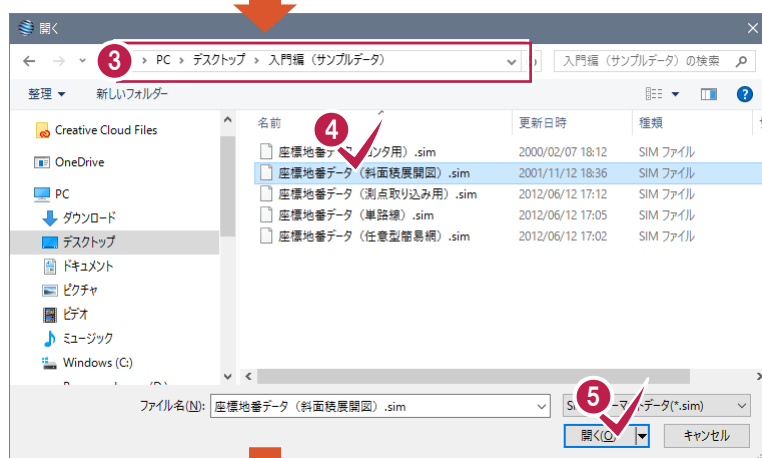 開く
3
PC > デスクトップ > 入門編（サンプルデータ）
入門編（サンプルデータ）の検索
整理
新しいフォルダー
名前
更新日時
種類
4
座標地番データ（コンタ用）.sim 2000/02/07 18:12 SIM ファイル
座標地番データ（斜面積展開図）.sim 2001/11/12 18:36 SIM ファイル
座標地番データ（測点取り込み用）.sim 2012/06/12 17:12 SIM ファイル
座標地番データ（単路線）.sim 2012/06/12 17:05 SIM ファイル
座標地番データ（任意型簡易網）.sim 2012/06/12 17:02 SIM ファイル
Creative Cloud Files
OneDrive
PC
ダウンロード
デスクトップ
ドキュメント
ピクチャ
ビデオ
ミュージック
Windows (C:)
ファイル名(N): 座標地番データ（斜面積展開図）.sim
5
データ(*.sim)
開く(O)
キャンセル